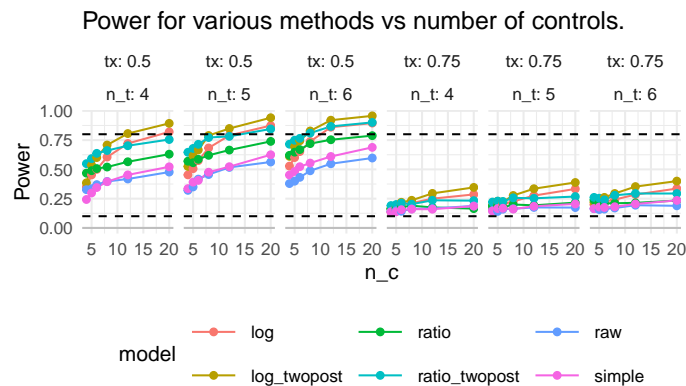 Power for various methods vs number of controls.
tx: 0.5 tx: 0.5 tx: 0.5 tx: 0.75 tx: 0.75 tx: 0.75
n_t: 4 n_t: 5 n_t: 6 n_t: 4 n_t: 5 n_t: 6
1.00
0.75
0.50
0.25
0.00
Power
5 10 15 20 5 10 15 20 5 10 15 20 5 10 15 20 5 10 15 20 5 10 15 20
n_c
model
log ratio raw
log_twopost ratio_twopost simple